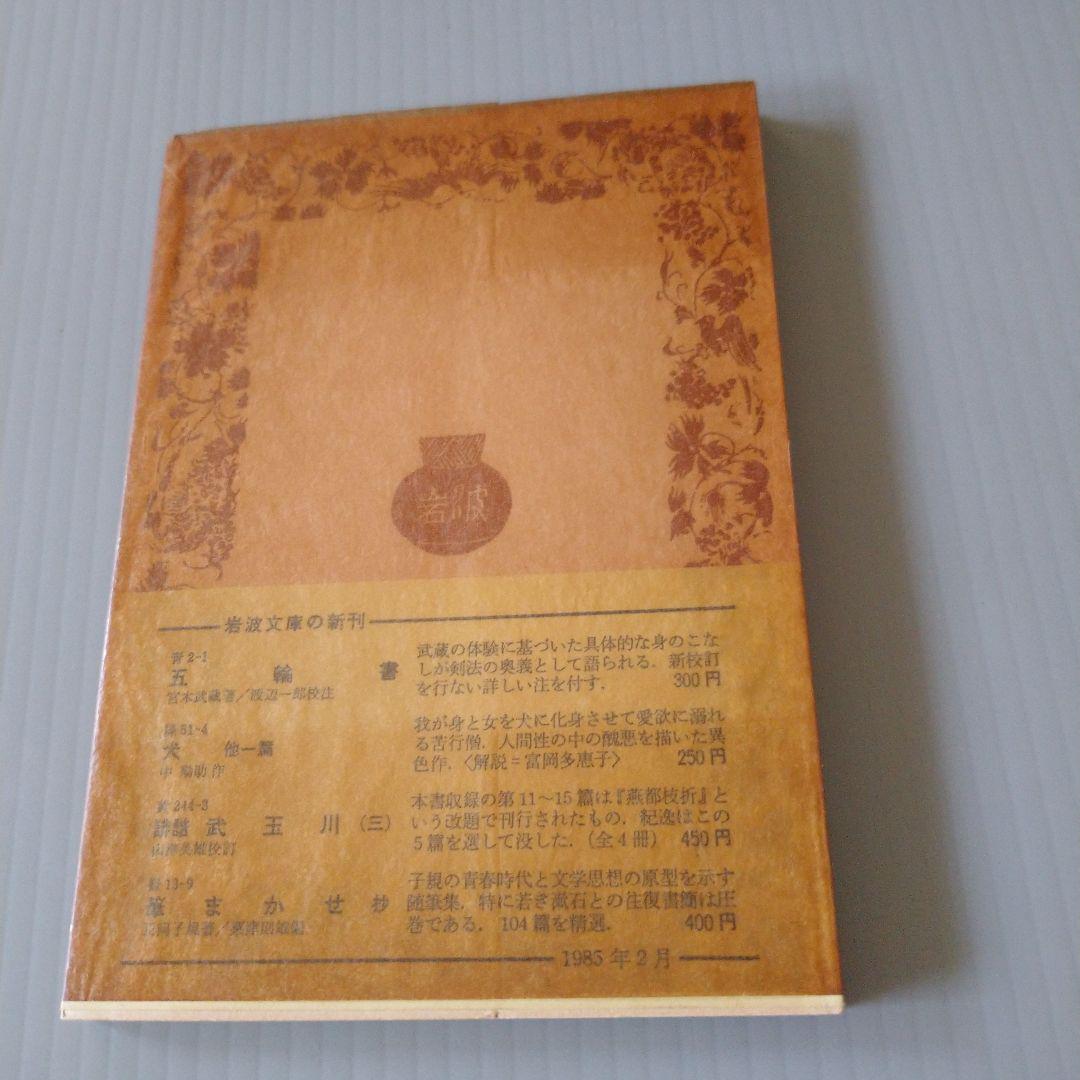 岩波
岩波文庫の新刊
青2-1
五輪書
宮本武蔵著／渡辺一郎校注
武蔵の体験に基づいた具体的な身のこな
しが剣法の奥義として語られる．新校訂
を行ない詳しい注を付す．300円
51-4
犬 他一篇
中勘助作
我が身と女を犬に化身させて愛欲に溺れ
る苦行僧．人間性の中の醜悪を描いた異
色作．〈解説＝富岡多恵子〉250円
黄244-3
誹諧武玉川（三）
山澤英雄校訂
本書収録の第11～15篇は『燕都枝折』と
いう改題で刊行されたもの．紀逸はこの
5篇を選して没した．（全4冊）450円
13-9
筆まかせ抄
正岡子規著／粟津則雄編
子規の青春時代と文学思想の原型を示す
随筆集．特に若き漱石との往復書簡は圧
巻である．104篇を精選．400円
1985年2月